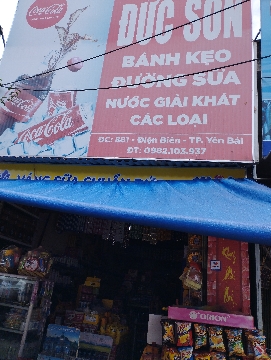 Coca-Cola
ĐỨC SƠN
BÁNH KẸO
ĐƯỜNG SỮA
NƯỚC GIẢI KHÁT
CÁC LOẠI
Coca-Cola
ĐC: 881 - Điện Biên - TP. Yên Bái
ĐT: 0982.103.937
ORION